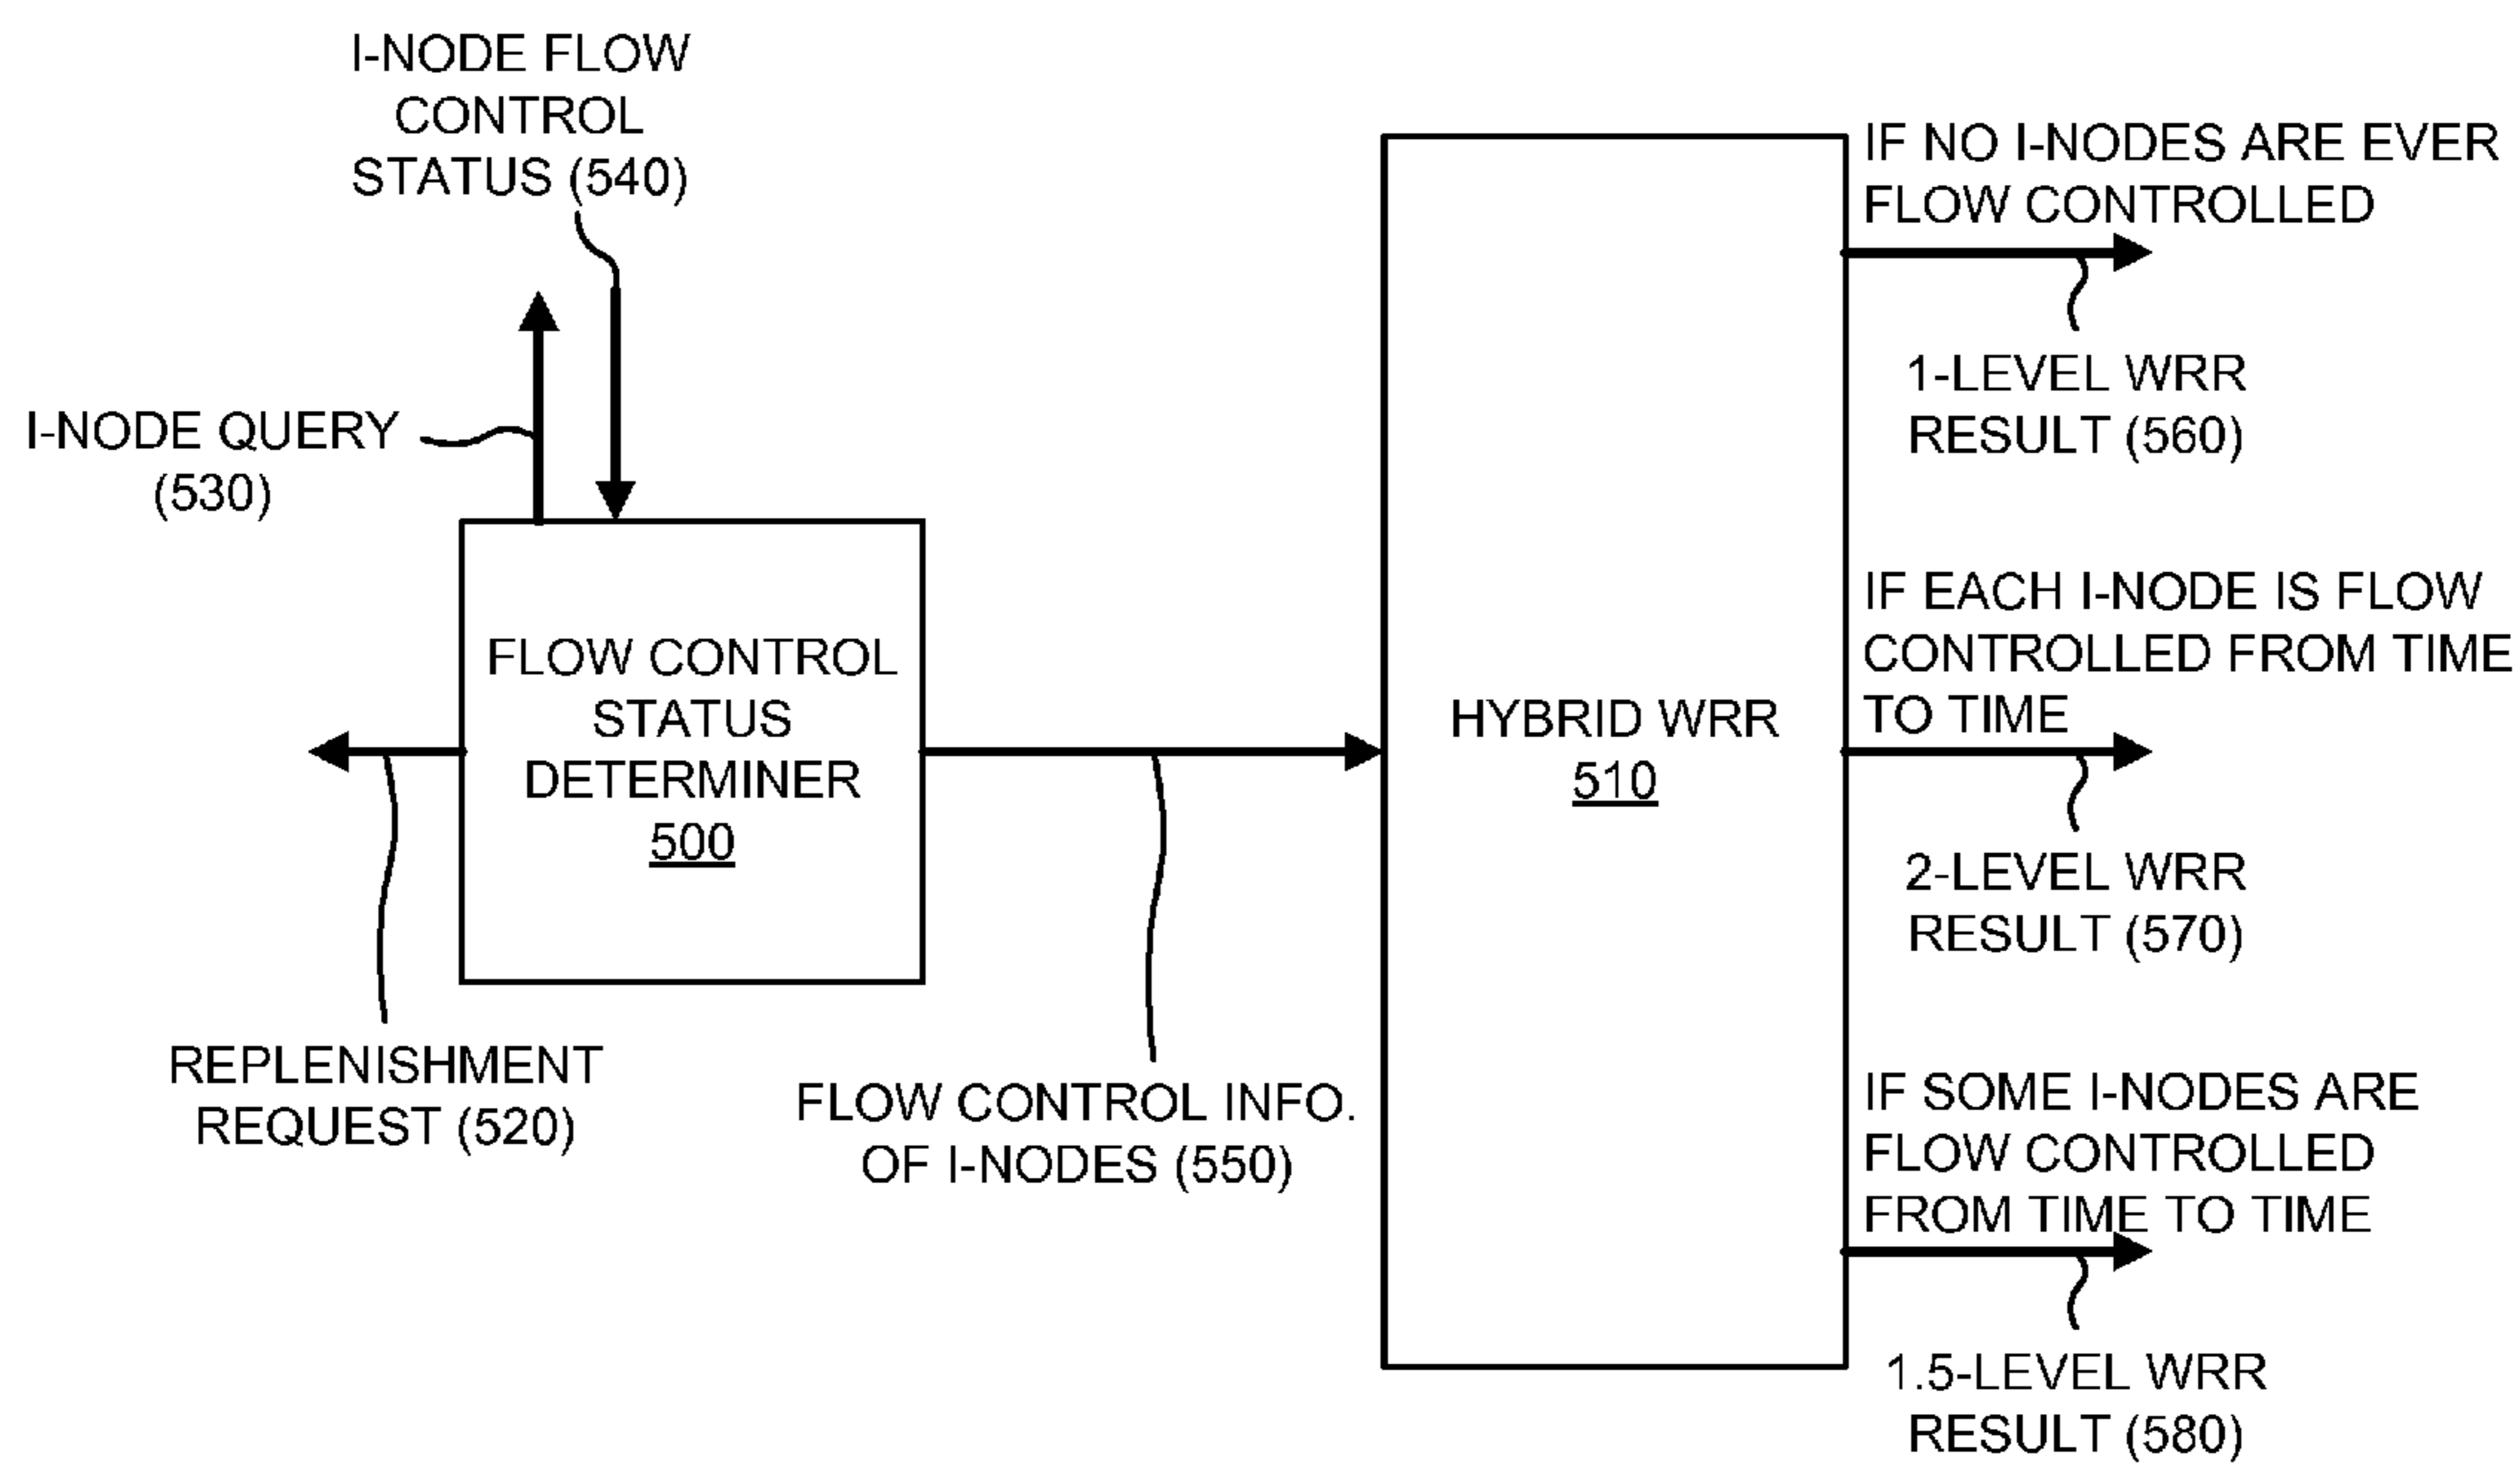 I-NODE FLOW
CONTROL
STATUS (540)
I-NODE QUERY
(530)
FLOW CONTROL
STATUS
DETERMINER
500
REPLENISHMENT
REQUEST (520)
FLOW CONTROL INFO.
OF I-NODES (550)
HYBRID WRR
510
IF NO I-NODES ARE EVER
FLOW CONTROLLED
1-LEVEL WRR
RESULT (560)
IF EACH I-NODE IS FLOW
CONTROLLED FROM TIME
TO TIME
2-LEVEL WRR
RESULT (570)
IF SOME I-NODES ARE
FLOW CONTROLLED
FROM TIME TO TIME
1.5-LEVEL WRR
RESULT (580)